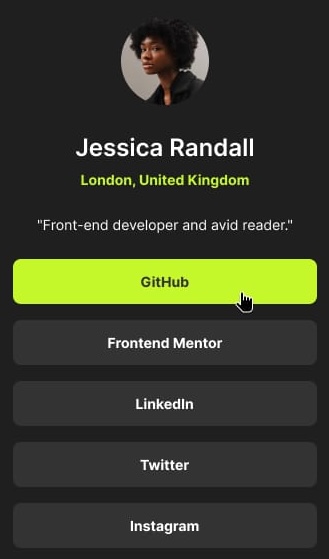 Jessica Randall
London, United Kingdom
"Front-end developer and avid reader."
GitHub
Frontend Mentor
LinkedIn
Twitter
Instagram